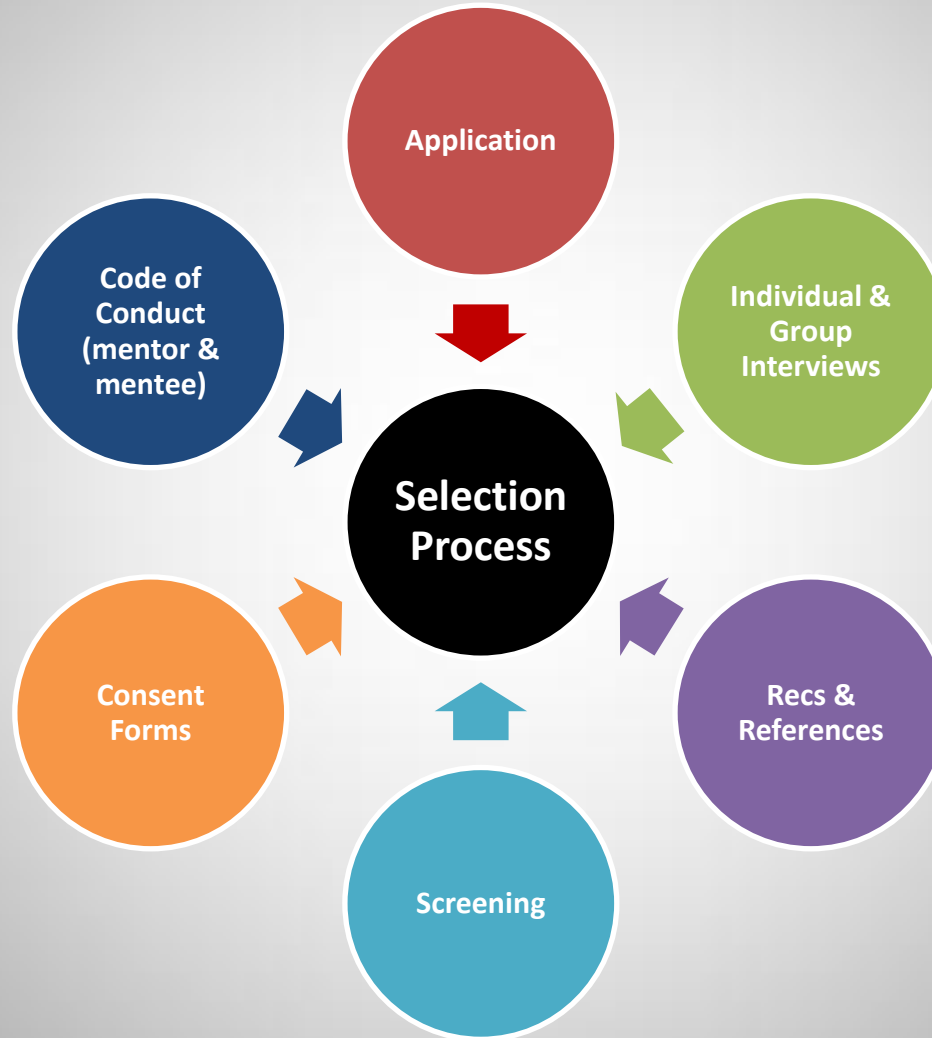 Application
Individual &
Group
Interviews
Recs &
References
Screening
Consent
Forms
Code of
Conduct
(mentor &
mentee)
Selection
Process